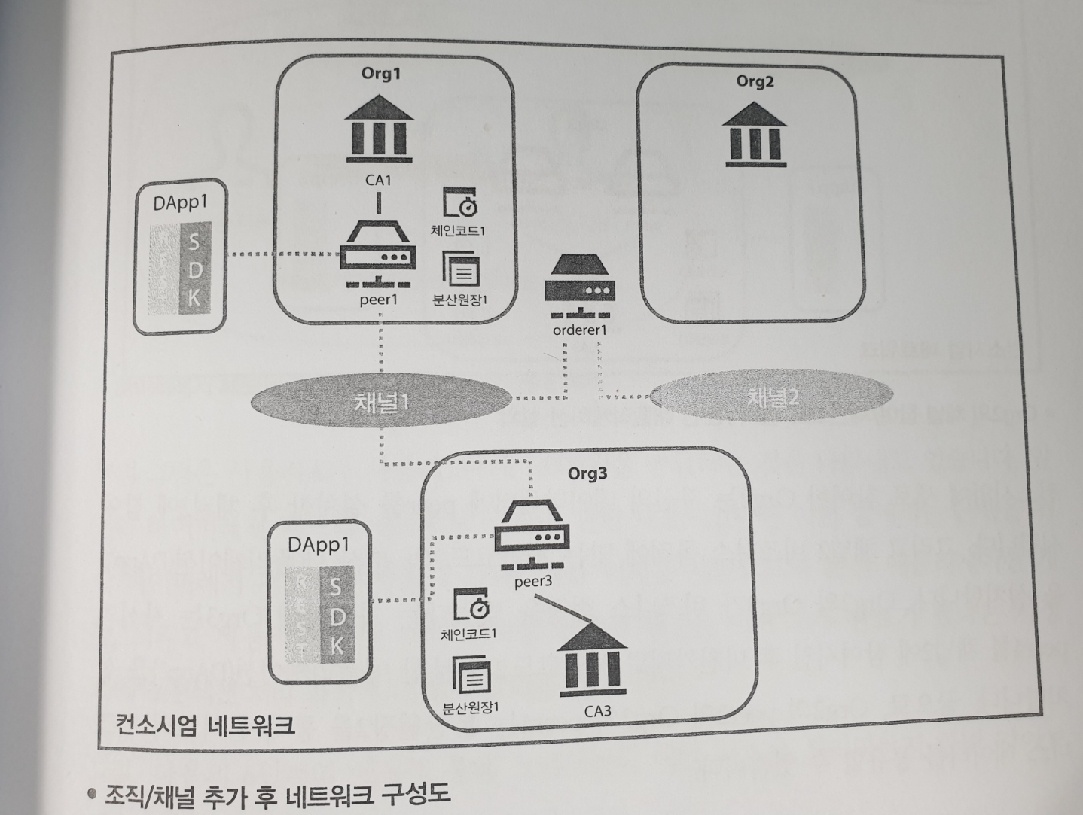 Org1
CA1
체인코드1
peer1
분산원장1
Org2
DApp1
S
D
K
orderer1
채널1
채널2
Org3
peer3
체인코드1
분산원장1
CA3
DApp1
R
E
S
T
S
D
K
컨소시엄 네트워크
• 조직/채널 추가 후 네트워크 구성도